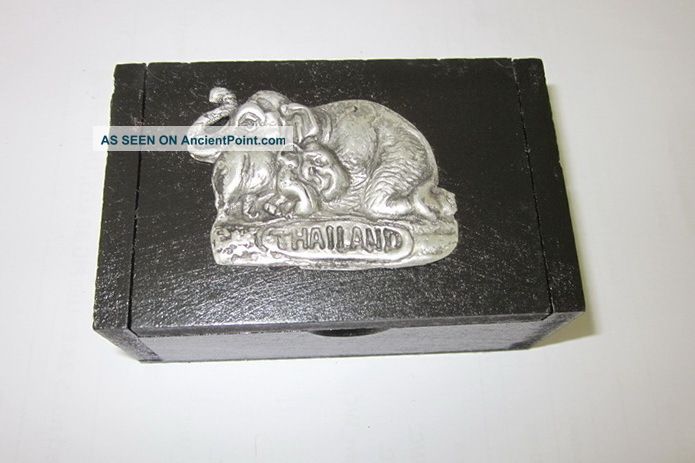 AS SEEN ON AncientPoint.com
THAILAND